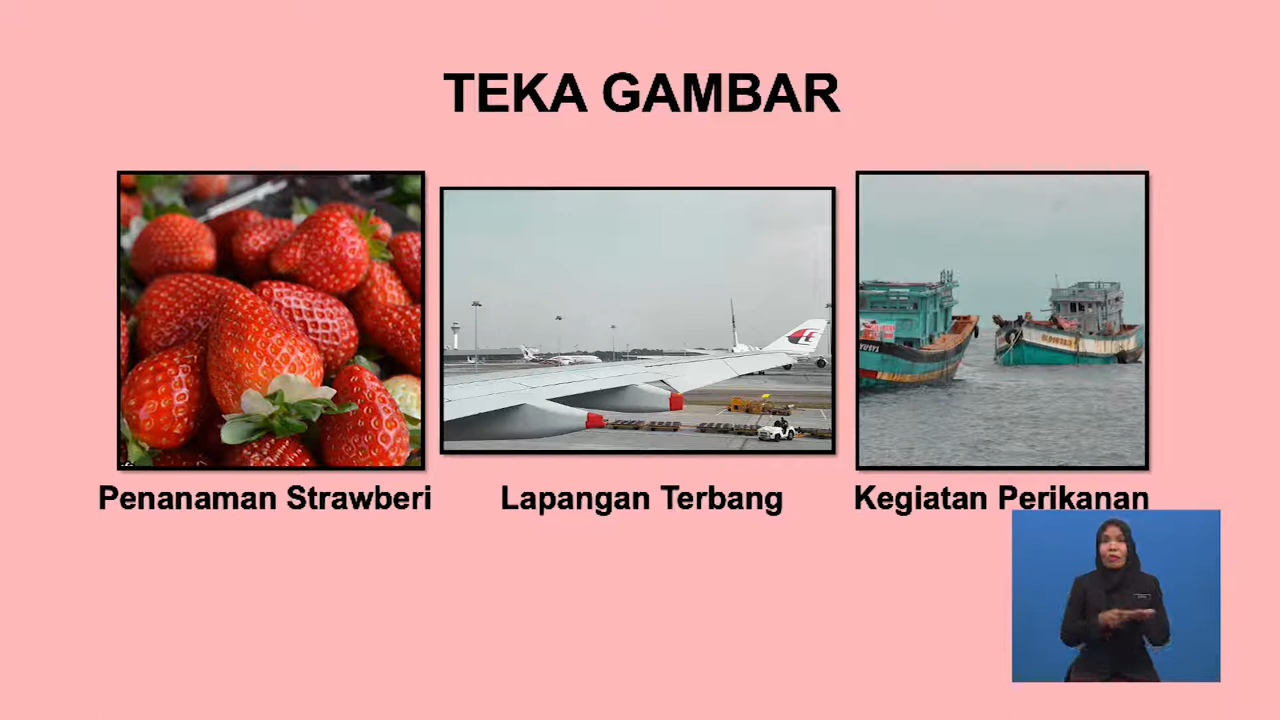 TEKA GAMBAR
Penanaman Strawberi
Lapangan Terbang
Kegiatan Perikanan